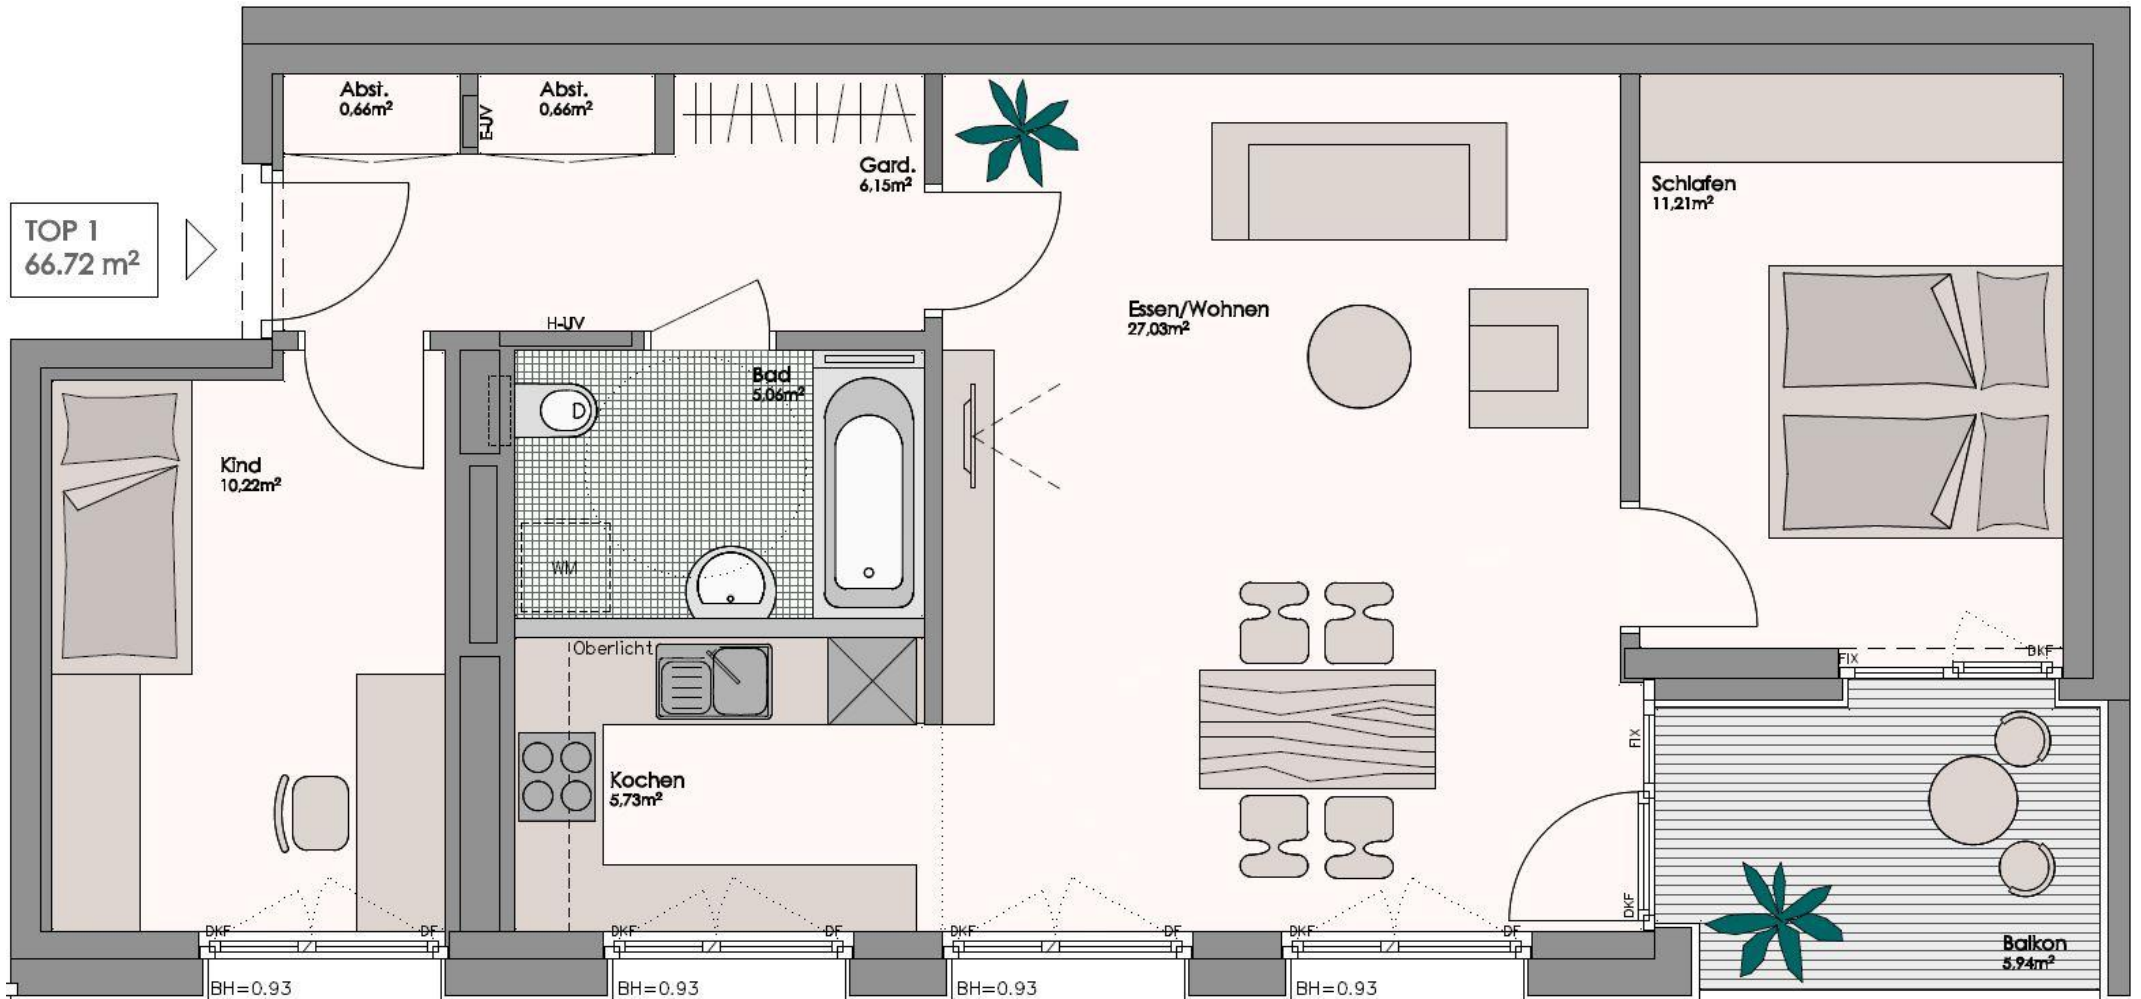 Abst.
0,66m²
E-UV
Abst.
0,66m²
Gard.
6,15m²
Schlafen
11,21m²
TOP 1
66.72 m²
Essen/Wohnen
27,03m²
H-UV
Bad
5,06m²
D
Kind
10,22m²
WM
Oberlicht
FIX
DKF
Kochen
5,73m²
FIX
DKF
Balkon
5,94m²
DKF
DF
DKF
DF
DKF
DF
DKF
DF
BH=0.93
BH=0.93
BH=0.93
BH=0.93